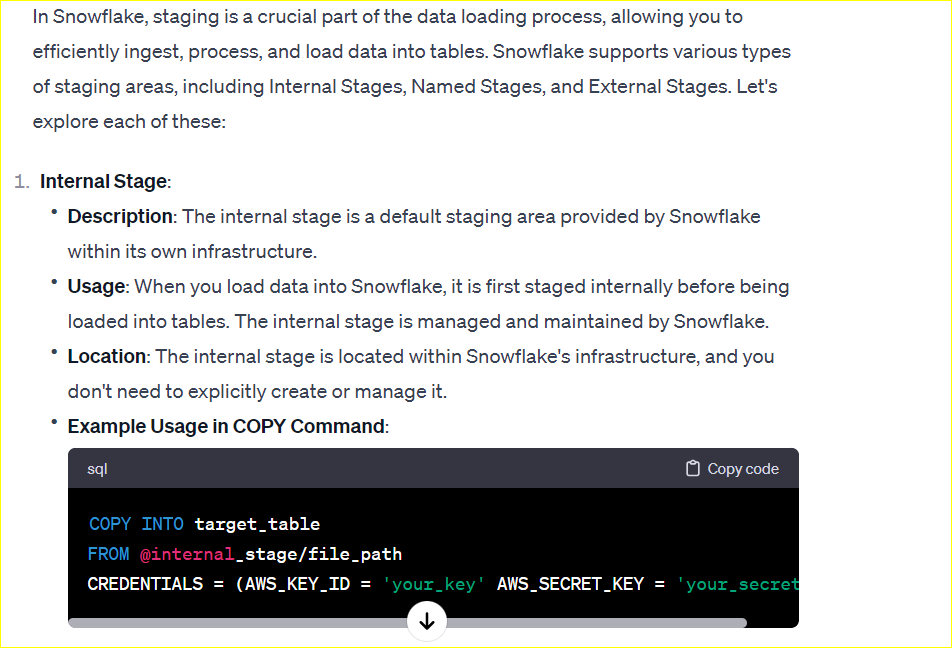 In Snowflake, staging is a crucial part of the data loading process, allowing you to
efficiently ingest, process, and load data into tables. Snowflake supports various types
of staging areas, including Internal Stages, Named Stages, and External Stages. Let's
explore each of these:
1. Internal Stage:
• Description: The internal stage is a default staging area provided by Snowflake
within its own infrastructure.
• Usage: When you load data into Snowflake, it is first staged internally before being
loaded into tables. The internal stage is managed and maintained by Snowflake.
• Location: The internal stage is located within Snowflake's infrastructure, and you
don't need to explicitly create or manage it.
• Example Usage in COPY Command:
sql Copy code
COPY INTO target_table
FROM @internal_stage/file_path
CREDENTIALS = (AWS_KEY_ID = 'your_key' AWS_SECRET_KEY = 'your_secret